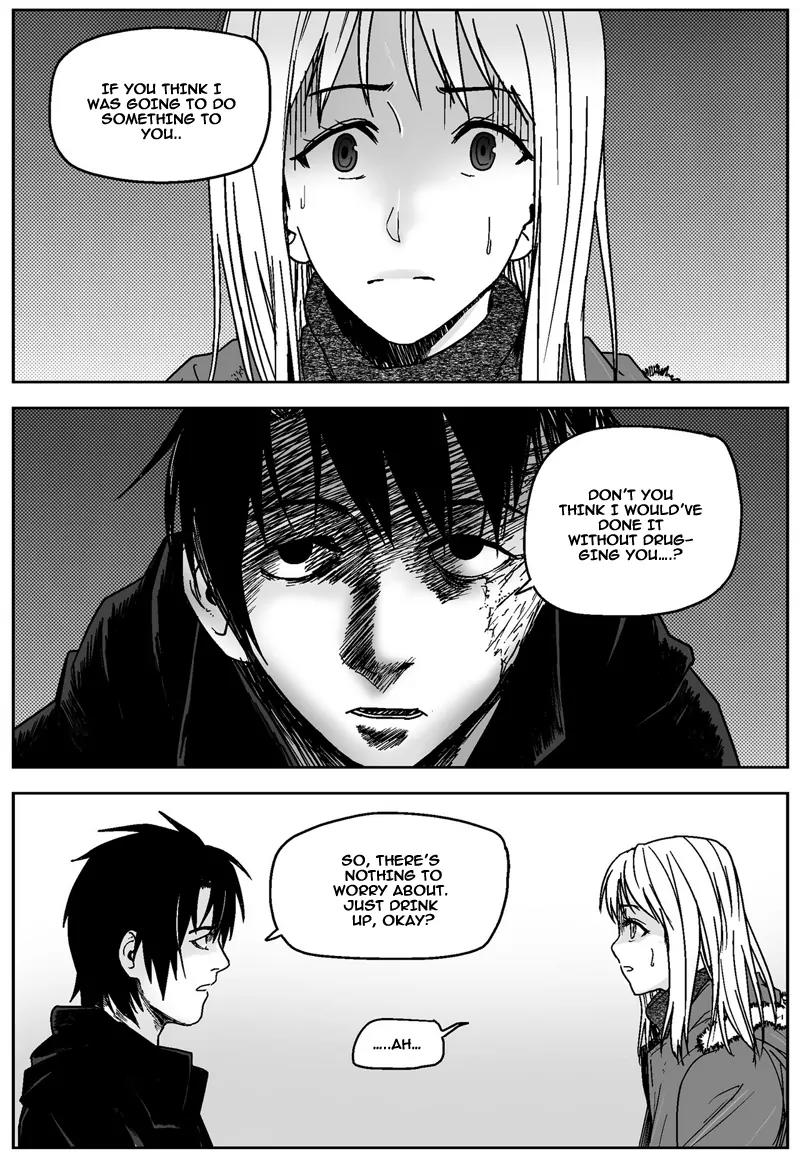 IF YOU THINK I
WAS GOING TO DO
SOMETHING TO
YOU..
DON'T YOU
THINK I WOULD'VE
DONE IT
WITHOUT DRUG-
GING YOU....?
SO, THERE'S
NOTHING TO
WORRY ABOUT.
JUST DRINK
UP, OKAY?
.....AH...